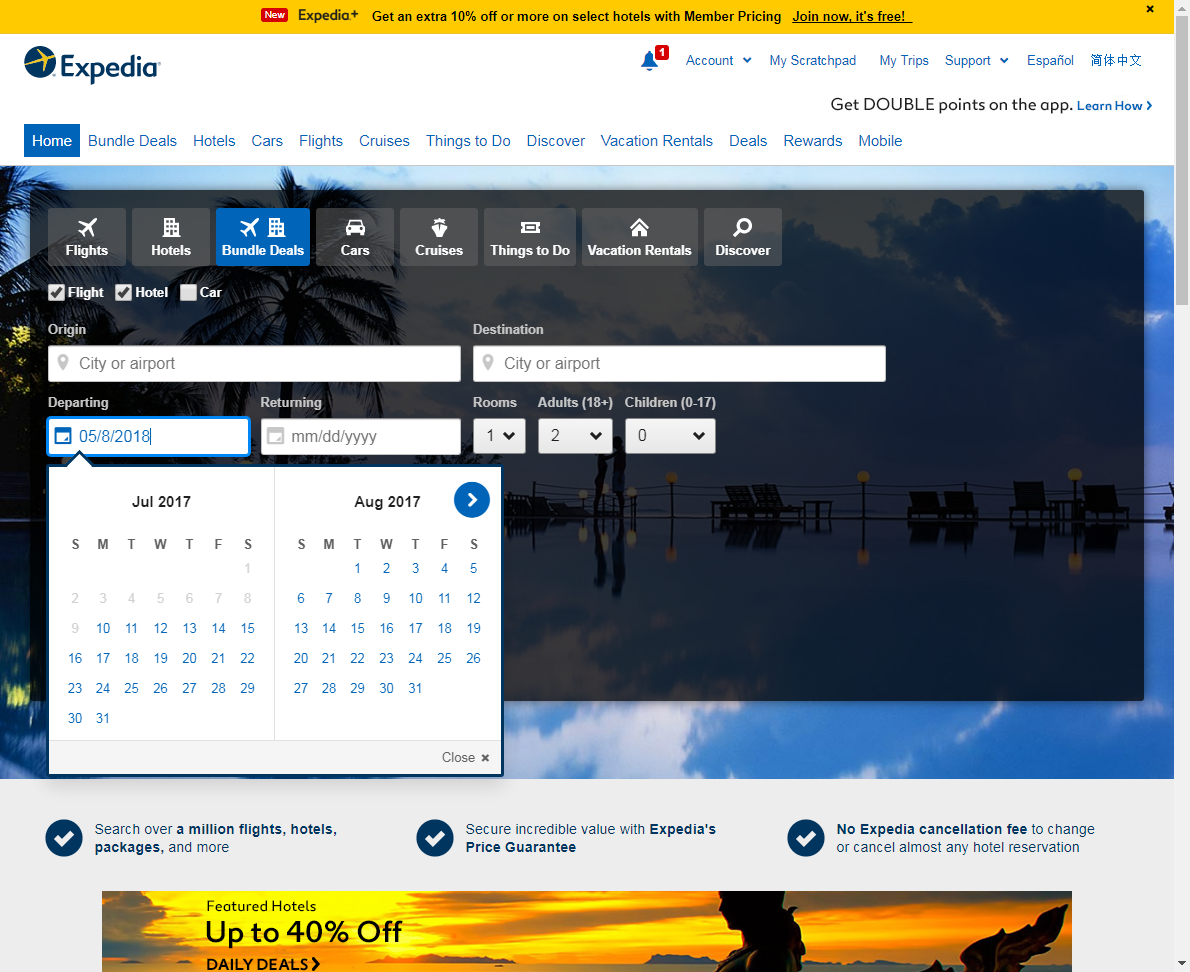 New Expedia+ Get an extra 10% off or more on select hotels with Member Pricing Join now, it's free!
Expedia
1 Account My Scratchpad My Trips Support Español 简体中文
Get DOUBLE points on the app. Learn How
Home Bundle Deals Hotels Cars Flights Cruises Things to Do Discover Vacation Rentals Deals Rewards Mobile
Flights Hotels Bundle Deals Cars Cruises Things to Do Vacation Rentals Discover
Flight Hotel Car
Origin Destination
City or airport City or airport
Departing Returning Rooms Adults (18+) Children (0-17)
05/8/2018 mm/dd/yyyy 1 2 0
Jul 2017
S M T W T F S
1
2 3 4 5 6 7 8
9 10 11 12 13 14 15
16 17 18 19 20 21 22
23 24 25 26 27 28 29
30 31
Aug 2017
S M T W T F S
1 2 3 4 5
6 7 8 9 10 11 12
13 14 15 16 17 18 19
20 21 22 23 24 25 26
27 28 29 30 31
Close
Search over a million flights, hotels,
packages, and more
Secure incredible value with Expedia's
Price Guarantee
No Expedia cancellation fee to change
or cancel almost any hotel reservation
Featured Hotels
Up to 40% Off
DAILY DEALS